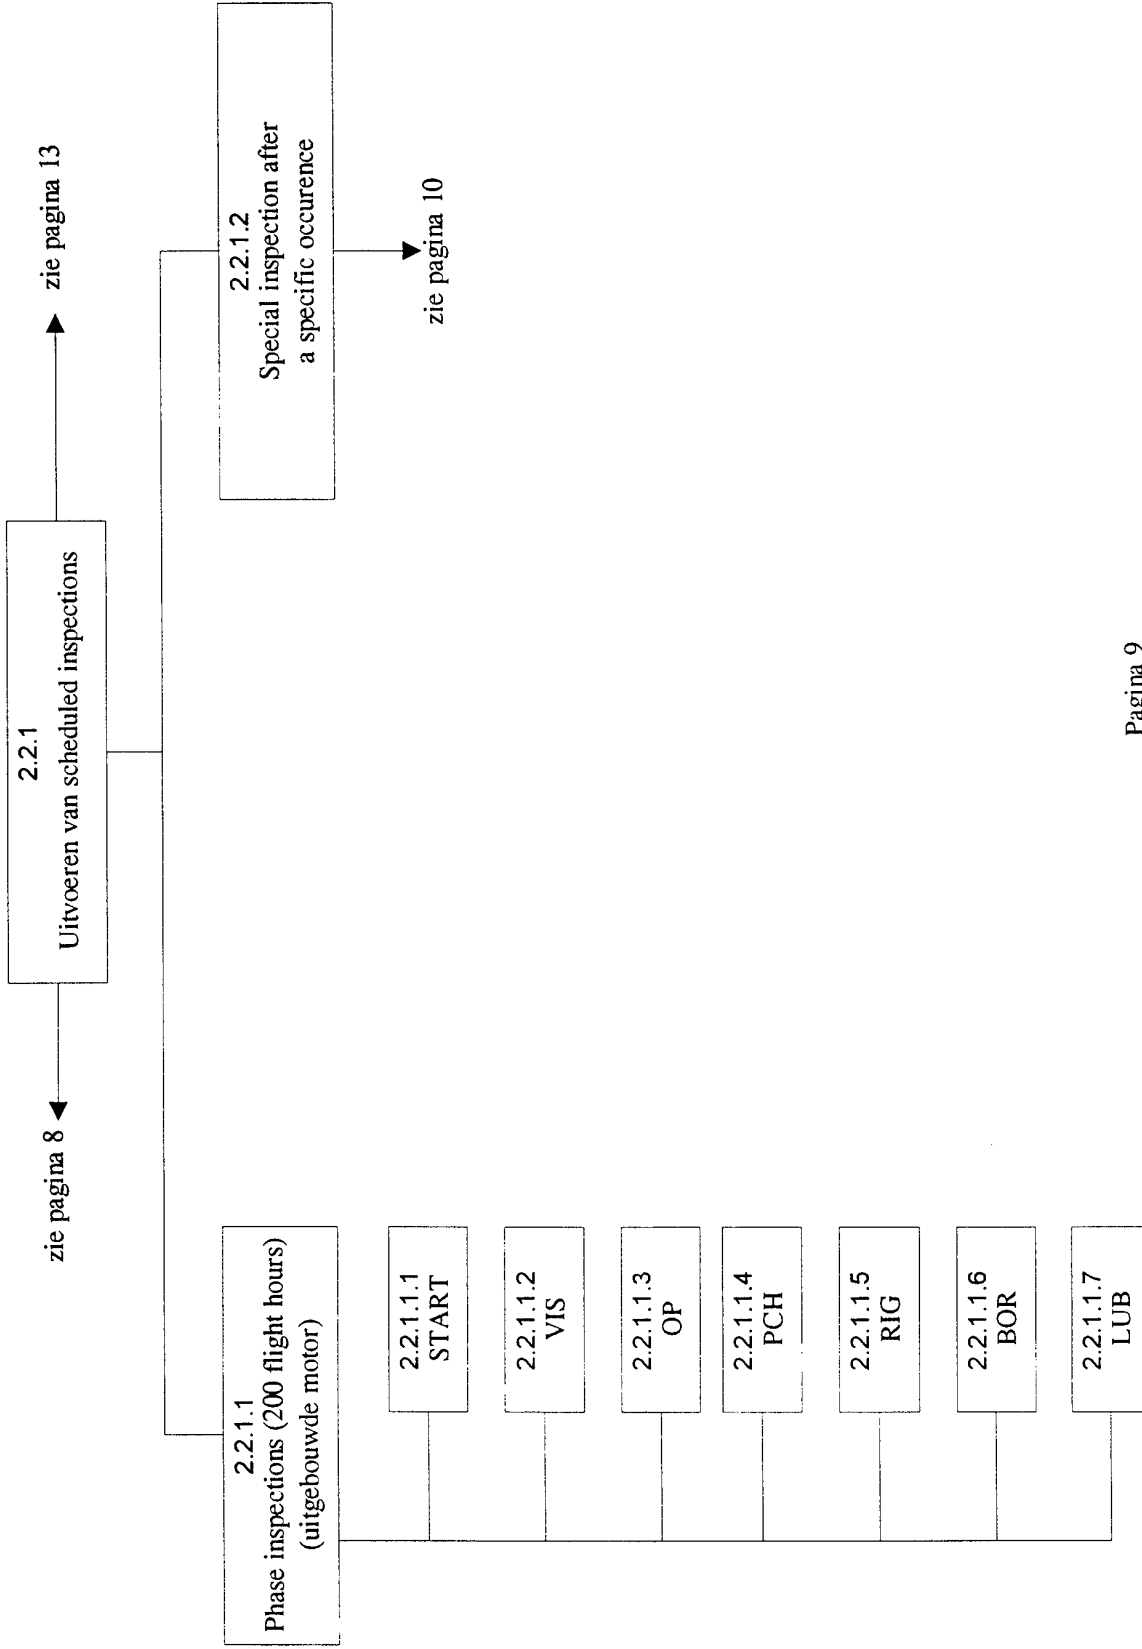 2.2.1
Uitvoeren van scheduled inspections
zie pagina 8
zie pagina 13
2.2.1.1
Phase inspections (200 flight hours)
(uitgebouwde motor)
2.2.1.2
Special inspection after
a specific occurence
zie pagina 10
2.2.1.1.1
START
2.2.1.1.2
VIS
2.2.1.1.3
OP
2.2.1.1.4
PCH
2.2.1.1.5
RIG
2.2.1.1.6
BOR
2.2.1.1.7
LUB
Pagina 9